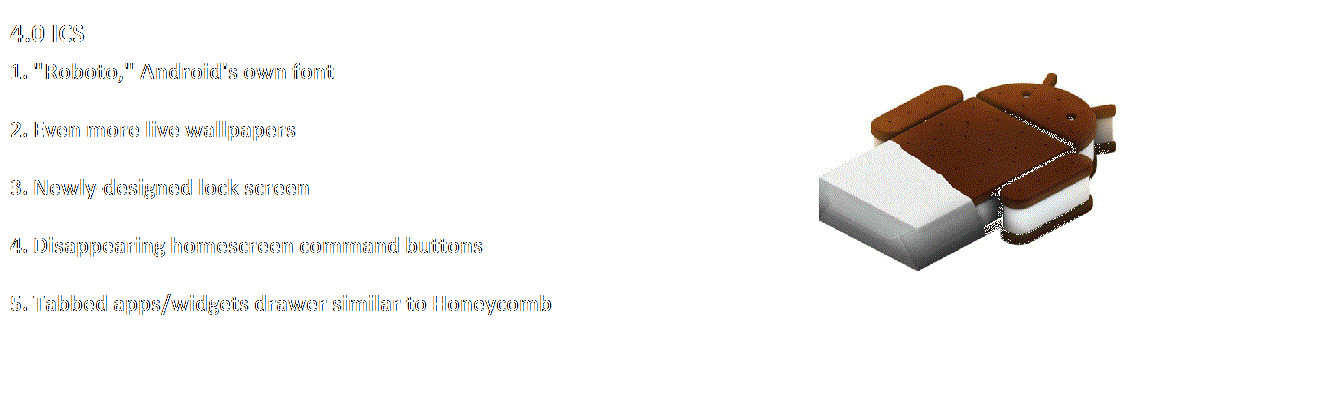 4.0 ICS
1. "Roboto," Android's own font
2. Even more live wallpapers
3. Newly-designed lock screen
4. Disappearing homescreen command buttons
5. Tabbed apps/widgets drawer similar to Honeycomb